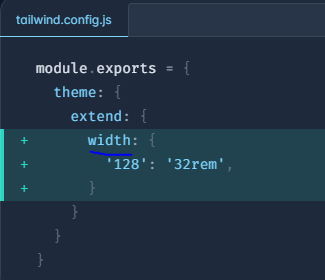 tailwind.config.js
module.exports = {
theme: {
extend: {
+ width: {
+ '128': '32rem',
+ }
}
}
}